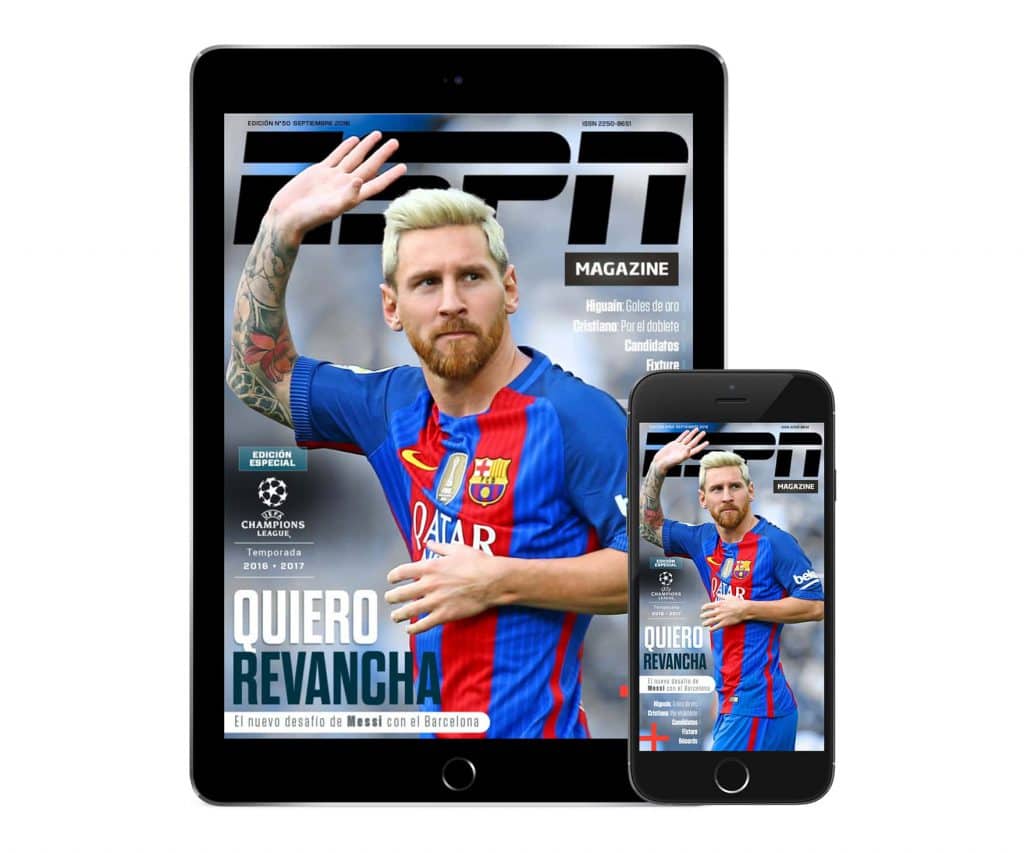 EDICIÓN N°50 SEPTIEMBRE 2016
ISSN 2250-8651
ESPN
MAGAZINE
Higuaín: Goles de oro
Cristiano: Por el doblete
Candidatos
Fixture
EDICIÓN
ESPECIAL
UEFA
CHAMPIONS
LEAGUE
Temporada
2016 • 2017
FCB
QATAR
QUIERO
REVANCHA
El nuevo desafío de Messi con el Barcelona
ESPN
MAGAZINE
EDICIÓN
ESPECIAL
CHAMPIONS
LEAGUE
Temporada
2016 • 2017
QATAR
beko
QUIERO
REVANCHA
El nuevo desafío de
Messi con el Barcelona
Higuaín: Goles de oro
Cristiano: Por el doblete
Candidatos
Fixture
Récords